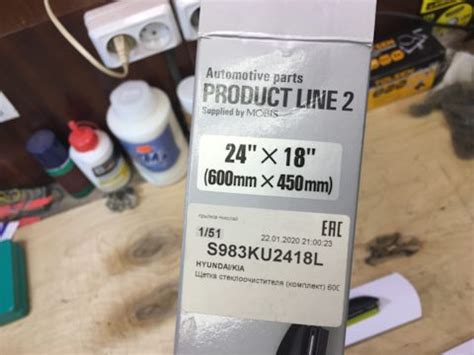 Automotive parts
PRODUCT LINE 2
Supplied by MOBIS
24" × 18"
(600mm × 450mm)
EAC
1/51
22.01.2020 21:00:23
S983KU2418L
HYUNDAI/KIA
Щетка стеклоочистителя (комплект) 600